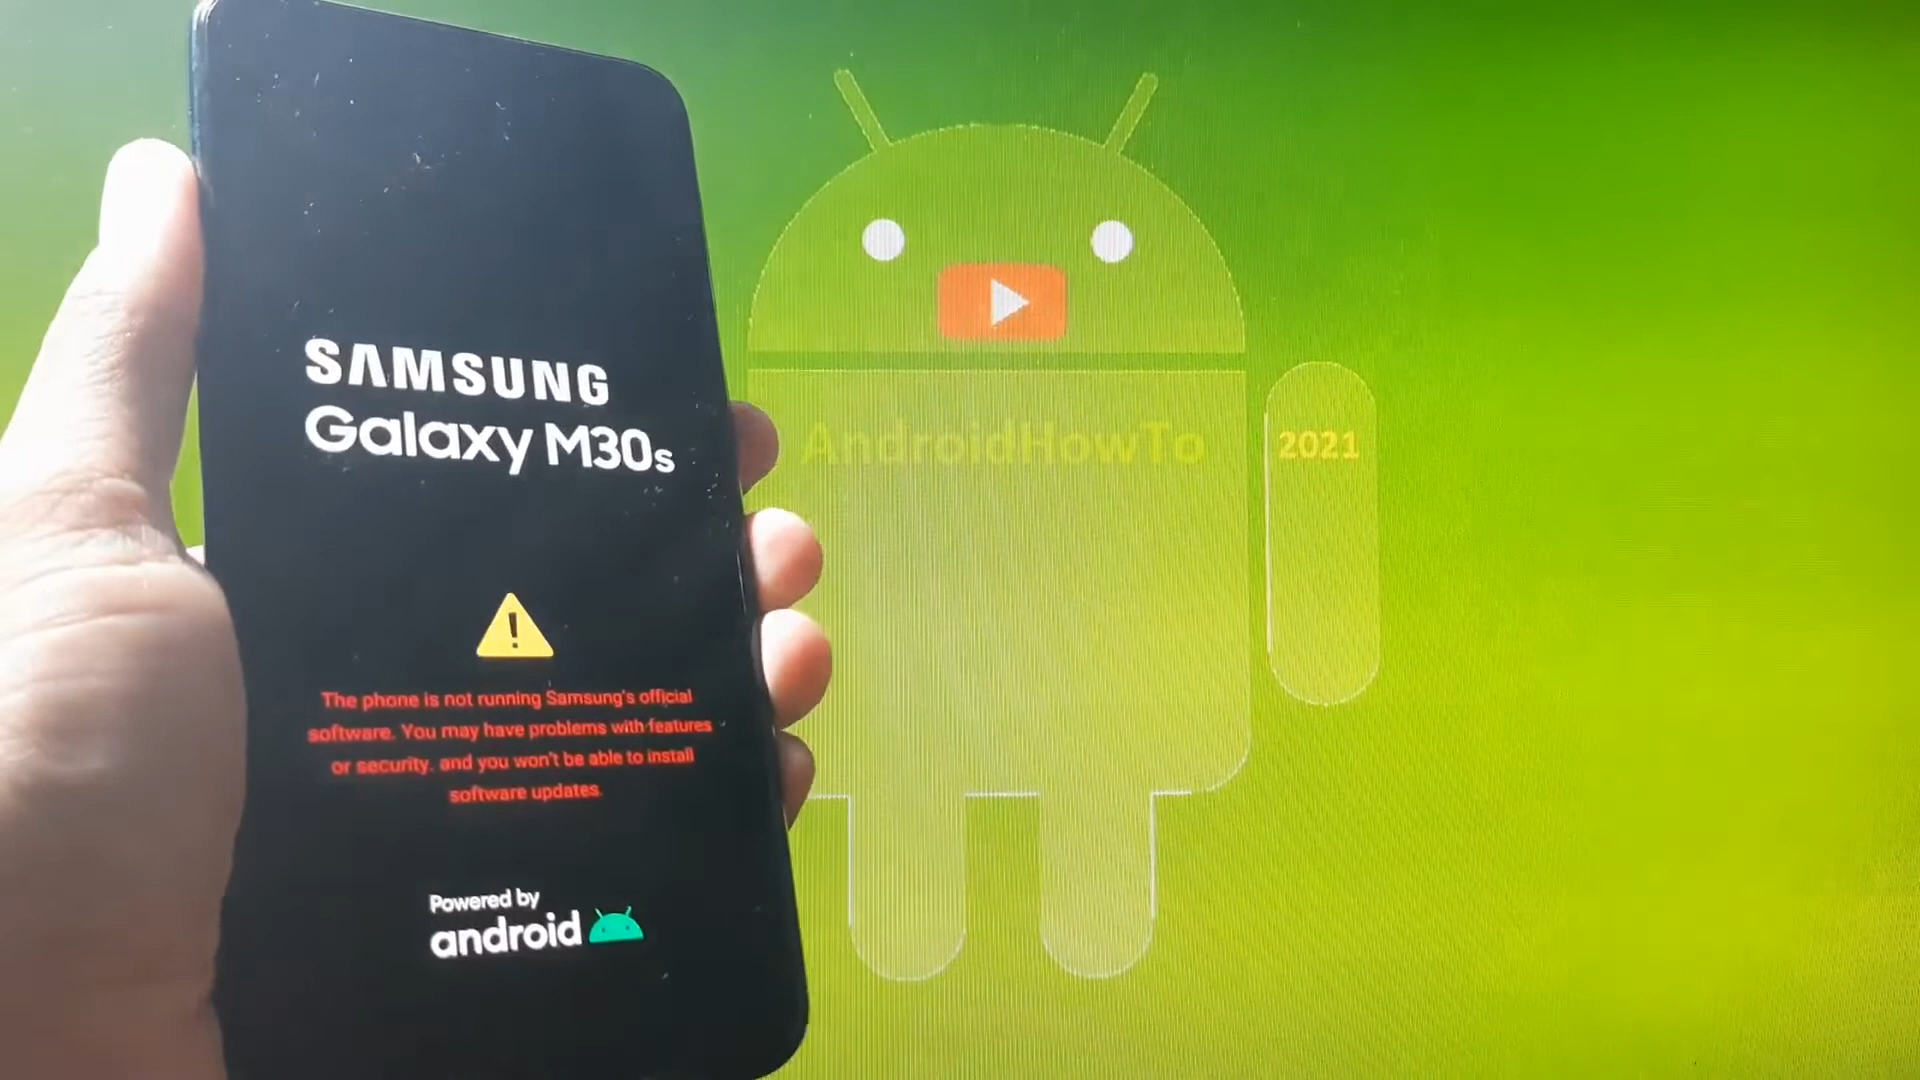 SAMSUNG
Galaxy M30s
The phone is not running Samsung's official
software. You may have problems with features
or security. and you won't be able to install
software updates.
Powered by
android
AndroidHowTo
2021